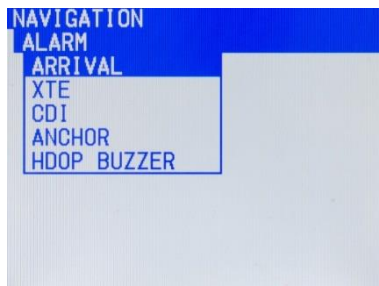 NAVIGATION
ALARM
ARRIVAL
XTE
CDI
ANCHOR
HDOP BUZZER